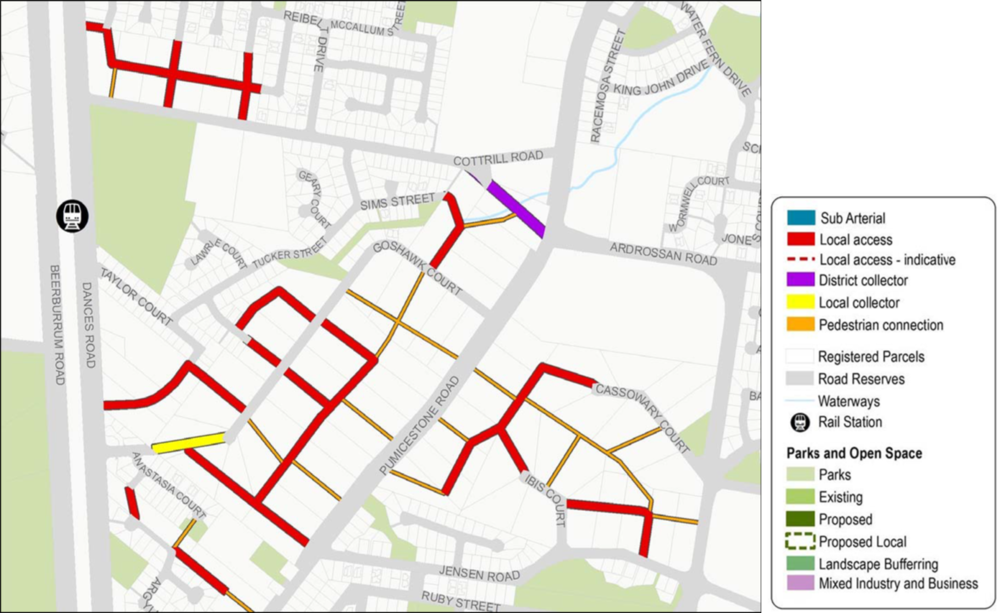 REIBELT DRIVE
MCCALLUM STREET
RACEMOSA STREET
WATER FERN DRIVE
KING JOHN DRIVE
COTTRILL ROAD
GEARY COURT
SIMS STREET
WORMWELL COURT
JONES
LAWRIE COURT
TUCKER STREET
GOSHAWK COURT
ARDROSSAN ROAD
TAYLOR COURT
BEERBURRUM ROAD
DANCES ROAD
PUMICESTONE ROAD
CASSOWARY COURT
ANASTASIA COURT
IBIS COURT
JENSEN ROAD
RUBY STREET
Sub Arterial
Local access
Local access - indicative
District collector
Local collector
Pedestrian connection
Registered Parcels
Road Reserves
Waterways
Rail Station
Parks and Open Space
Parks
Existing
Proposed
Proposed Local
Landscape Bufferring
Mixed Industry and Business